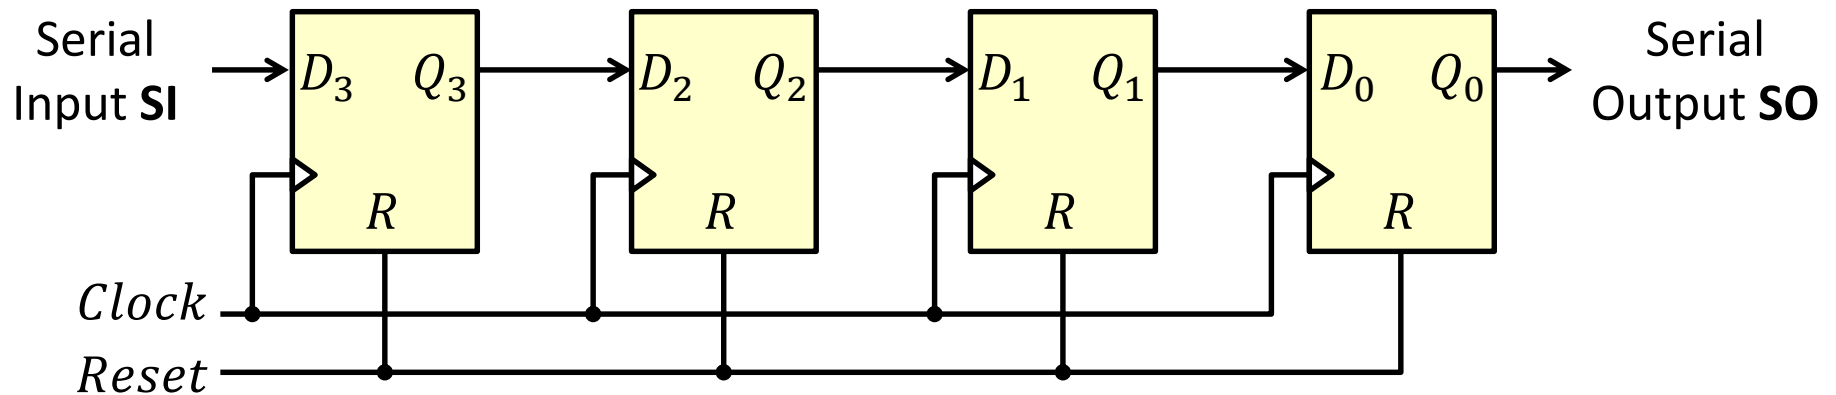 Serial
Input SI
D₃ Q₃
R
D₂ Q₂
R
D₁ Q₁
R
D₀ Q₀
R
Serial
Output SO
Clock
Reset